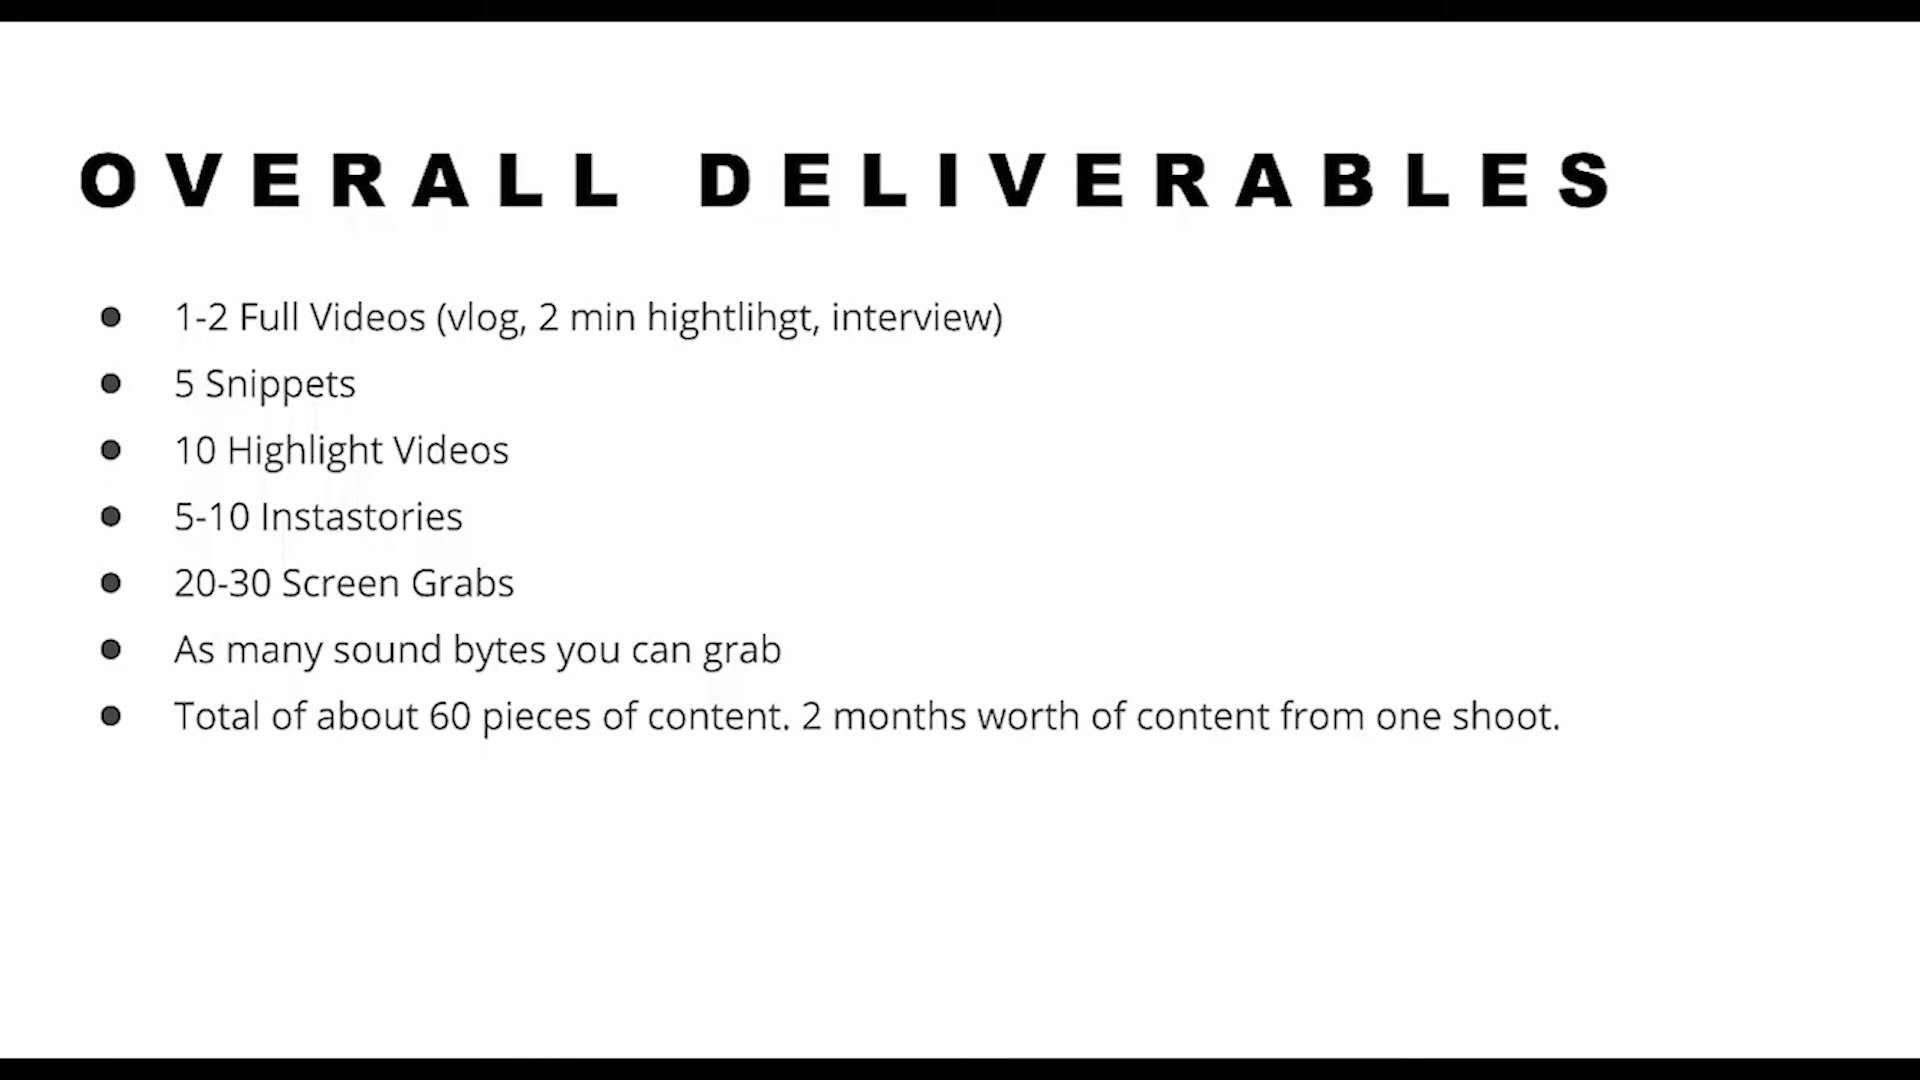 OVERALL DELIVERABLES
● 1-2 Full Videos (vlog, 2 min hightlihgt, interview)
● 5 Snippets
● 10 Highlight Videos
● 5-10 Instastories
● 20-30 Screen Grabs
● As many sound bytes you can grab
● Total of about 60 pieces of content. 2 months worth of content from one shoot.